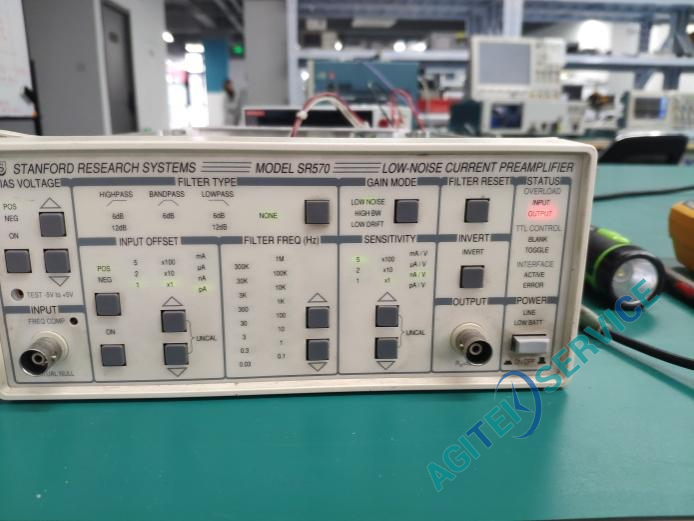 STANFORD RESEARCH SYSTEMS MODEL SR570 LOW-NOISE CURRENT PREAMPLIFIER
IAS VOLTAGE
POS
NEG
ON
TEST -5V to +5V
INPUT
FREQ COMP
TUAL NULL
FILTER TYPE
HIGHPASS BANDPASS LOWPASS
6dB 6dB 6dB NONE
12dB 12dB
INPUT OFFSET
5 x100 mA
POS 2 x10 µA
NEG 1 x1 nA
pA
ON
UNCAL
FILTER FREQ (Hz)
1M
300K 100K
30K 10K
3K 1K
300 100
30 10
3 1
0.3 0.1
0.03
GAIN MODE
LOW NOISE
HIGH BW
LOW DRIFT
SENSITIVITY
5 x100 mA/V
2 x10 µA/V
1 x1 nA/V
pA/V
UNCAL
FILTER RESET
INVERT
INVERT
OUTPUT
STATUS
OVERLOAD
INPUT
OUTPUT
TTL CONTROL
BLANK
TOGGLE
INTERFACE
ACTIVE
ERROR
POWER
LINE
LOW BATT
ON OFF
AGITEK SERVICE